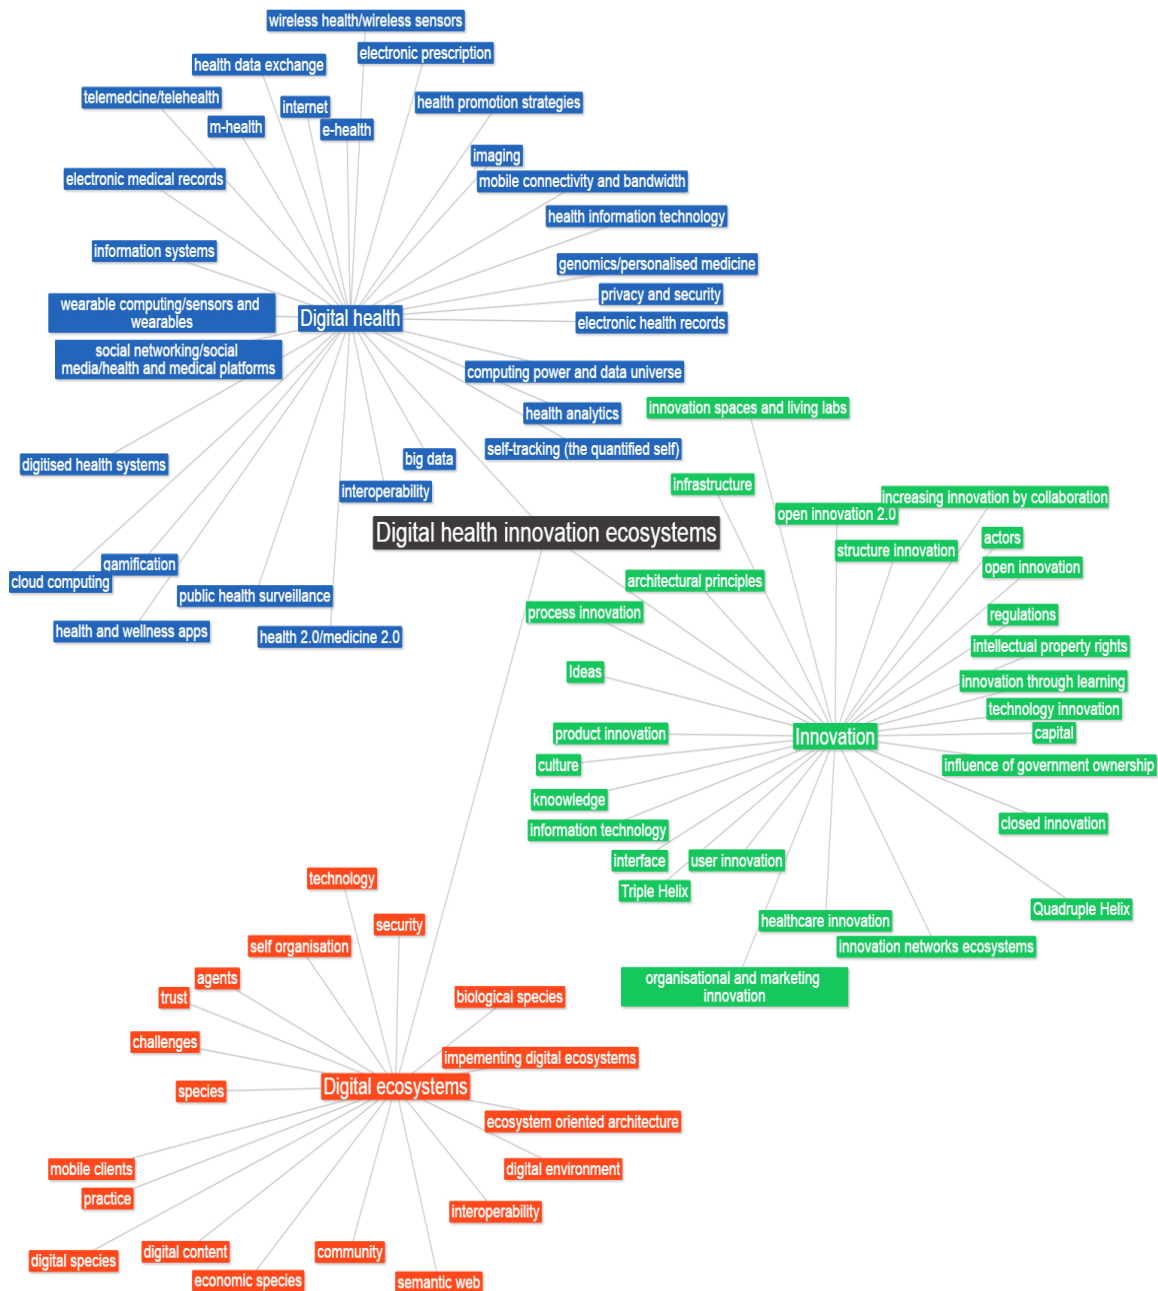 wireless health/wireless sensors
electronic prescription
health data exchange
telemedcine/telehealth
internet
health promotion strategies
m-health
e-health
imaging
electronic medical records
mobile connectivity and bandwidth
health information technology
information systems
genomics/personalised medicine
privacy and security
wearable computing/sensors and
wearables
Digital health
electronic health records
social networking/social
media/health and medical platforms
computing power and data universe
health analytics
self-tracking (the quantified self)
digitised health systems
big data
interoperability
gamification
cloud computing
public health surveillance
health and wellness apps
health 2.0/medicine 2.0
Digital health innovation ecosystems
innovation spaces and living labs
infrastructure
increasing innovation by collaboration
open innovation 2.0
actors
structure innovation
open innovation
architectural principles
process innovation
regulations
intellectual property rights
Ideas
innovation through learning
technology innovation
product innovation
Innovation
capital
culture
influence of government ownership
knoowledge
information technology
closed innovation
interface
user innovation
Triple Helix
Quadruple Helix
healthcare innovation
innovation networks ecosystems
organisational and marketing
innovation
technology
security
self organisation
agents
trust
biological species
challenges
impementing digital ecosystems
Digital ecosystems
species
ecosystem oriented architecture
mobile clients
digital environment
practice
interoperability
digital species
digital content
community
economic species
semantic web